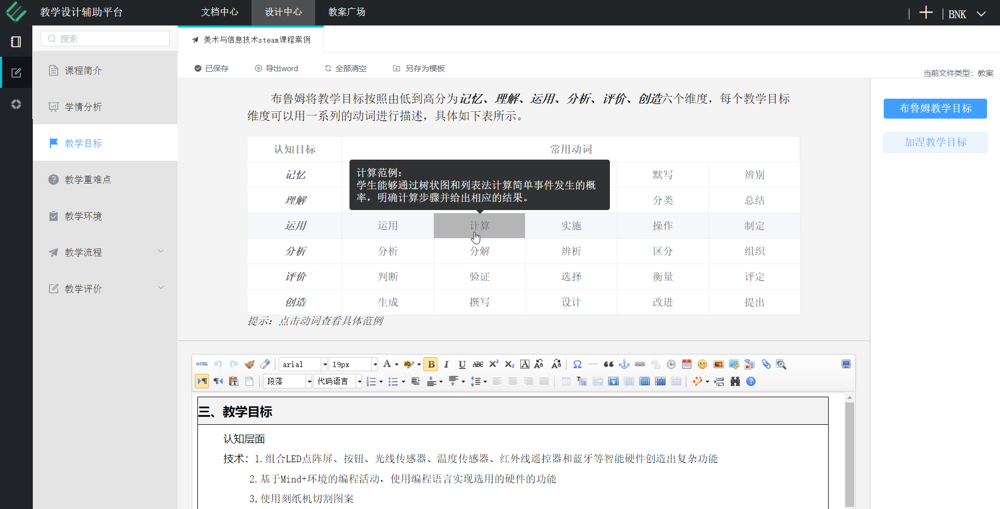 教学设计辅助平台
文档中心
设计中心
教案广场
BNK
搜索
课程简介
学情分析
教学目标
教学重难点
教学环境
教学流程
教学评价
美术与信息技术steam课程案例
已保存
导出word
全部清空
另存为模板
当前文件类型：教案
布鲁姆将教学目标按照由低到高分为记忆、理解、运用、分析、评价、创造六个维度，每个教学目标
维度可以用一系列的动词进行描述，具体如下表所示。
认知目标 常用动词
计算范例：
学生能够通过树状图和列表法计算简单事件发生的概
率，明确计算步骤并给出相应的结果。
记忆 默写 辨别
理解 分类 总结
运用 运用 计算 实施 操作 制定
分析 分析 分解 辨析 区分 组织
评价 判断 验证 选择 衡量 评定
创造 生成 撰写 设计 改进 提出
提示：点击动词查看具体范例
布鲁姆教学目标
加涅教学目标
HTML arial 19px A ab B I U ABC X² X₂ A Aa Aa Ω
段落 代码语言
三、教学目标
认知层面
技术：1.组合LED点阵屏、按钮、光线传感器、温度传感器、红外线遥控器和蓝牙等智能硬件创造出复杂功能
2.基于Mind+环境的编程活动，使用编程语言实现选用的硬件的功能
3.使用刻纸机切割图案